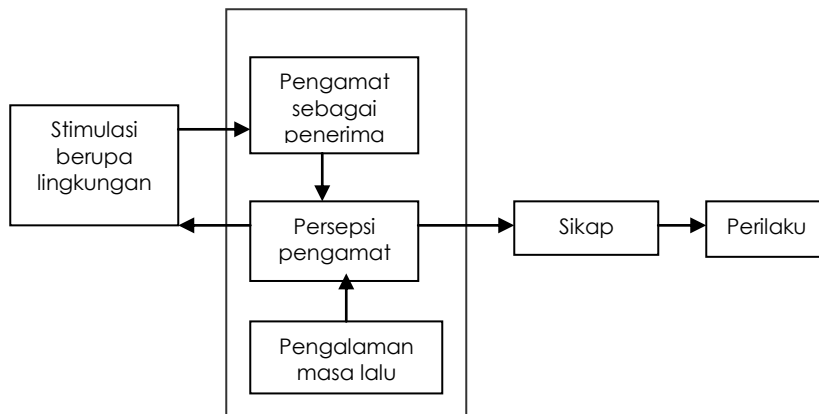 Stimulasi
berupa
lingkungan
Pengamat
sebagai
penerima
Persepsi
pengamat
Pengalaman
masa lalu
Sikap
Perilaku